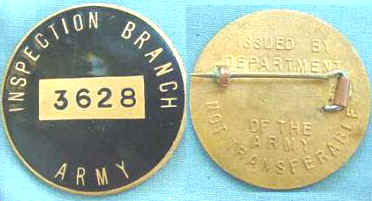 INSPECTION BRANCH
3628
ARMY
ISSUED BY
DEPARTMENT
OF THE
ARMY
NOT TRANSFERABLE